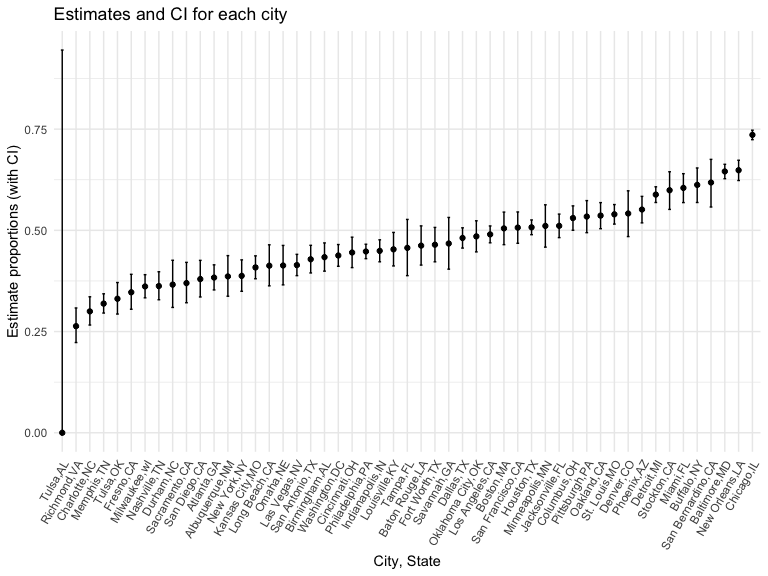 Estimates and CI for each city
Estimate proportions (with CI)
0.75
0.50
0.25
0.00
Tulsa,AL
Richmond,VA
Charlotte,NC
Memphis,TN
Tulsa,OK
Fresno,CA
Milwaukee,wI
Nashville,TN
Durham,NC
Sacramento,CA
San Diego,CA
Atlanta,GA
Albuquerque,NM
New York,NY
Kansas City,MO
Long Beach,CA
Omaha,NE
Las Vegas,NV
San Antonio,TX
Birmingham,AL
Washington,DC
Cincinnati,OH
Philadelphia,PA
Indianapolis,IN
Louisville,KY
Tampa,FL
Baton Rouge,LA
Fort Worth,TX
Savannah,GA
Dallas,TX
Oklahoma City,OK
Los Angeles,CA
Boston,MA
San Francisco,CA
Houston,TX
Minneapolis,MN
Jacksonville,FL
Columbus,OH
Pittsburgh,PA
Oakland,CA
St. Louis,MO
Denver,CO
Phoenix,AZ
Detroit,MI
Stockton,CA
Miami,FL
Buffalo,NY
San Bernardino,CA
Baltimore,MD
New Orleans,LA
Chicago,IL
City, State